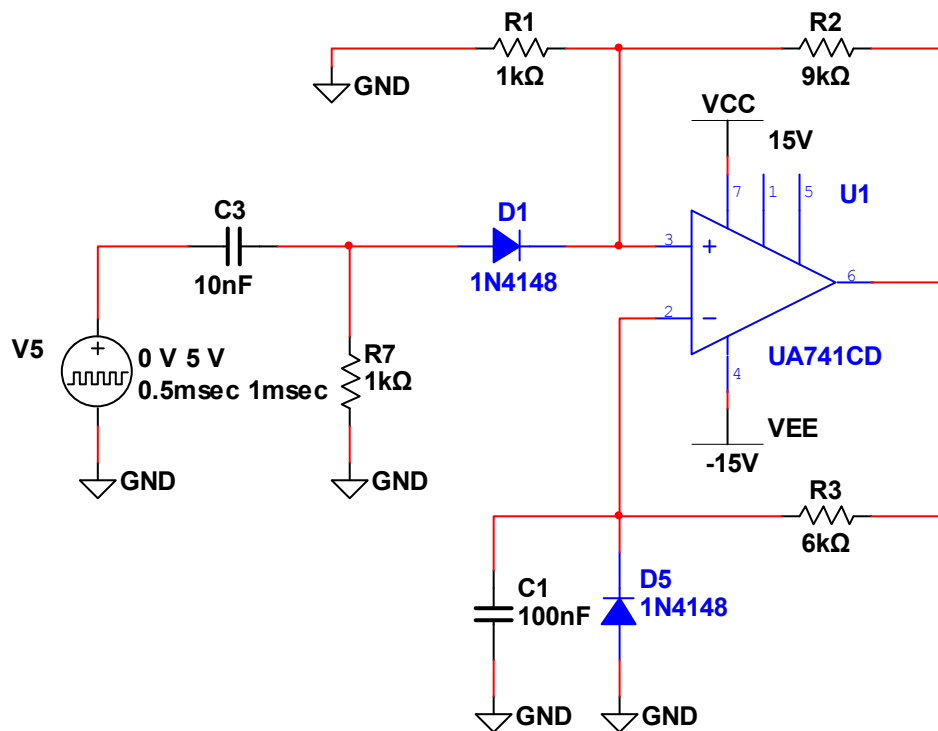 R1
1kΩ
GND
R2
9kΩ
VCC
15V
7
1
5
U1
C3
10nF
D1
1N4148
3
2
6
4
UA741CD
V5
0 V 5 V
0.5msec 1msec
R7
1kΩ
GND
GND
VEE
-15V
R3
6kΩ
C1
100nF
D5
1N4148
GND
GND